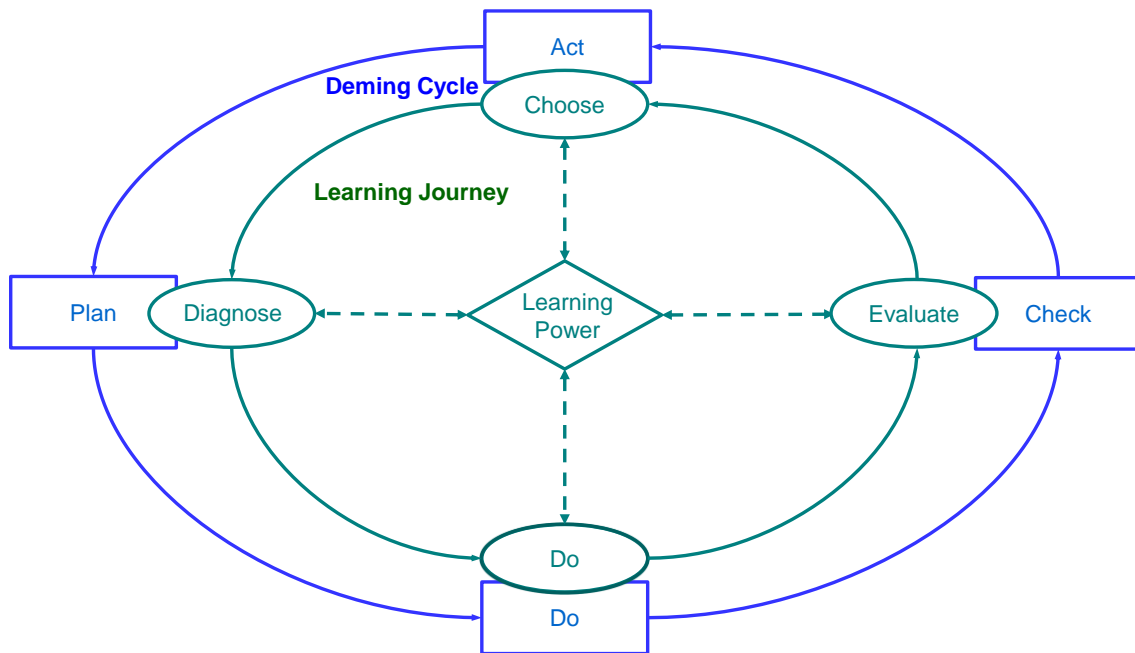 Act
Deming Cycle
Choose
Learning Journey
Plan
Diagnose
Learning
Power
Evaluate
Check
Do
Do